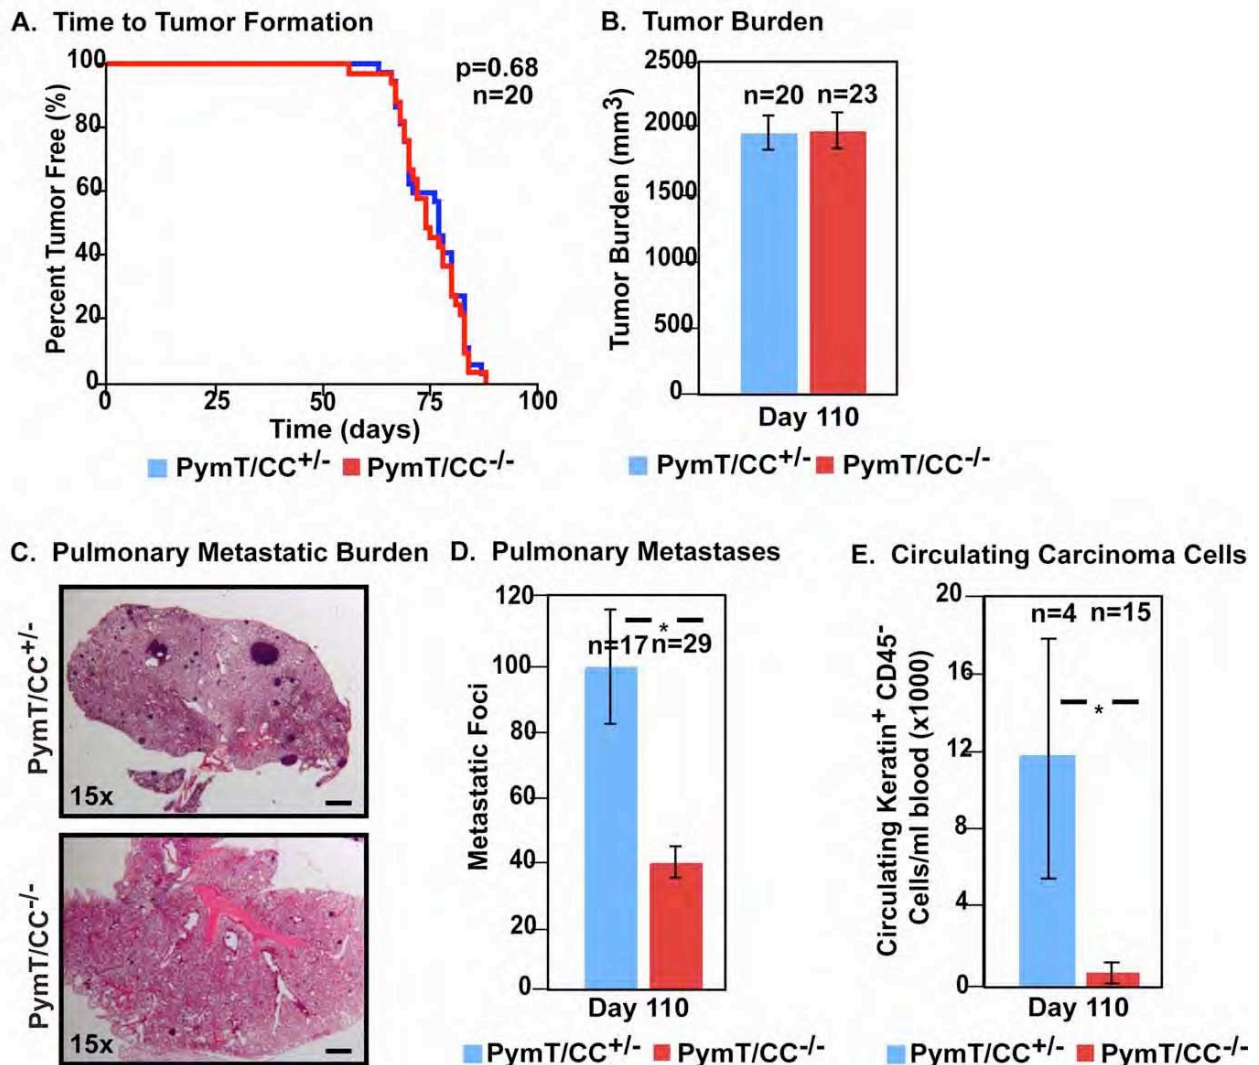 A. Time to Tumor Formation
Percent Tumor Free (%)
100
80
60
40
20
0
p=0.68
n=20
0 25 50 75 100
Time (days)
PymT/CC+/- PymT/CC-/-
B. Tumor Burden
Tumor Burden (mm3)
2500
2000
1500
1000
500
0
n=20 n=23
Day 110
PymT/CC+/- PymT/CC-/-
C. Pulmonary Metastatic Burden
PymT/CC+/-
15x
PymT/CC-/-
15x
D. Pulmonary Metastases
Metastatic Foci
120
100
80
60
40
20
0
*
n=17 n=29
Day 110
PymT/CC+/- PymT/CC-/-
E. Circulating Carcinoma Cells
Circulating Keratin+ CD45-
Cells/ml blood (x1000)
20
16
12
8
4
0
n=4 n=15
*
Day 110
PymT/CC+/- PymT/CC-/-